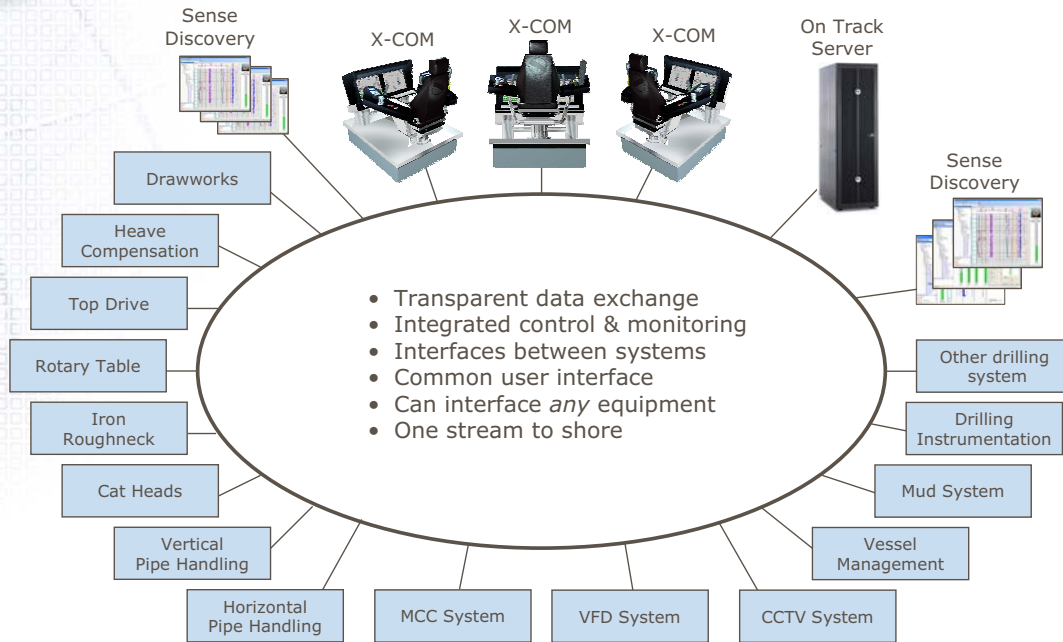 Sense
Discovery
X-COM
X-COM
X-COM
On Track
Server
Sense
Discovery
Drawworks
Heave
Compensation
Top Drive
Rotary Table
Iron
Roughneck
Cat Heads
Vertical
Pipe Handling
Horizontal
Pipe Handling
MCC System
VFD System
CCTV System
Vessel
Management
Mud System
Drilling
Instrumentation
Other drilling
system
• Transparent data exchange
• Integrated control & monitoring
• Interfaces between systems
• Common user interface
• Can interface any equipment
• One stream to shore